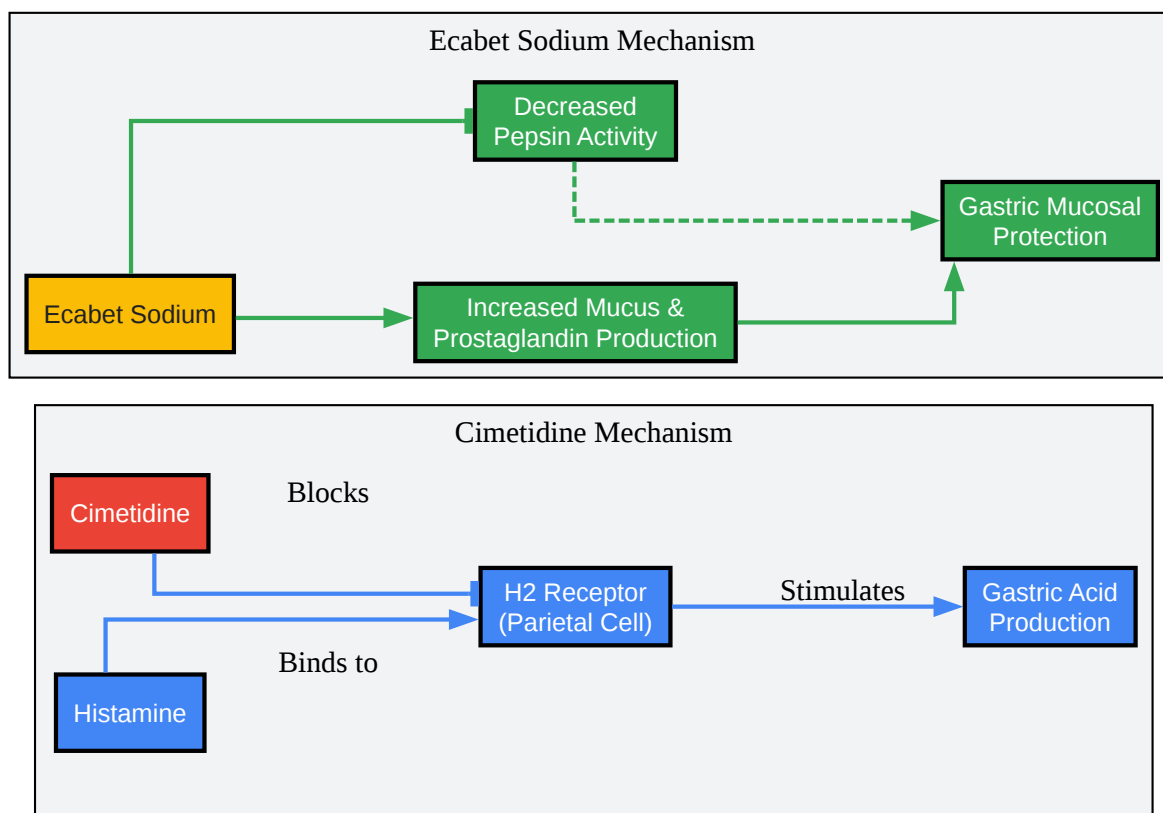 Ecabet Sodium Mechanism
Decreased
Pepsin Activity
Gastric Mucosal
Protection
Ecabet Sodium
Increased Mucus &
Prostaglandin Production
Cimetidine Mechanism
Cimetidine
Blocks
H2 Receptor
(Parietal Cell)
Stimulates
Gastric Acid
Production
Binds to
Histamine